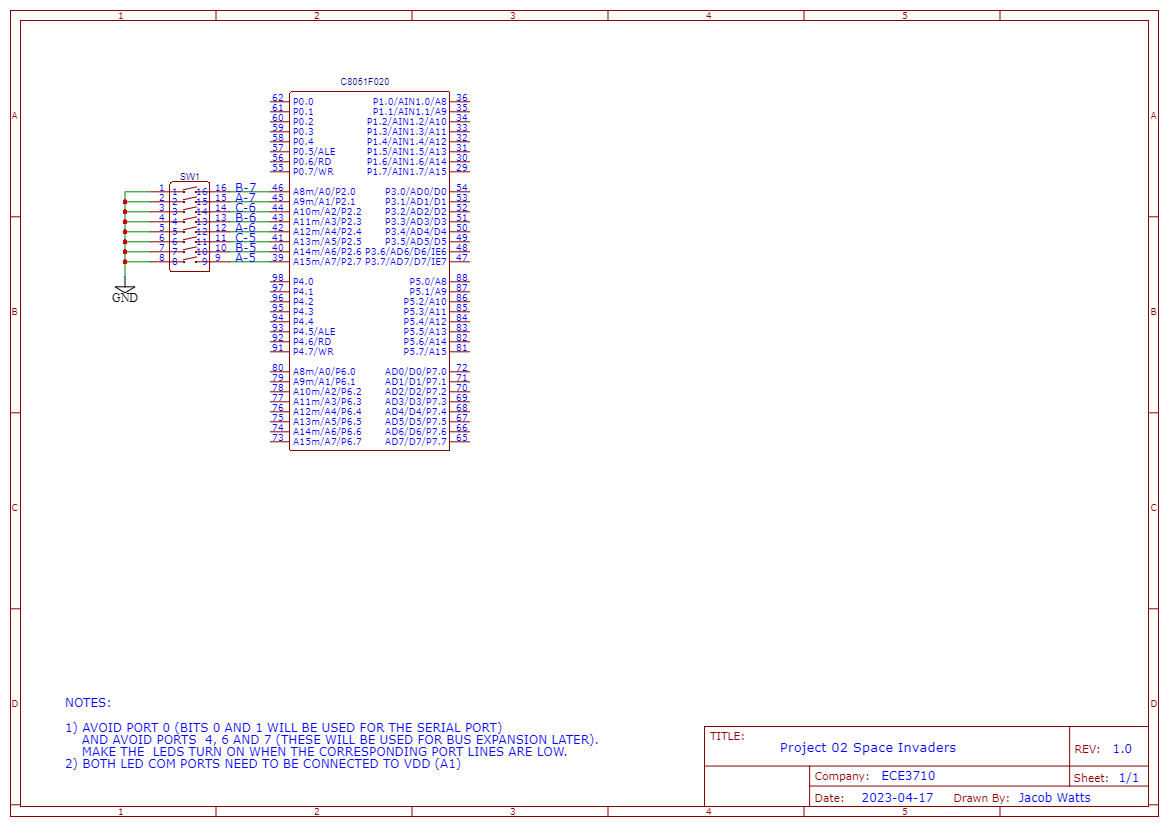 1 2 3 4 5
A A
C8051F020
62 P0.0 P1.0/AIN1.0/A8 36
61 P0.1 P1.1/AIN1.1/A9 35
60 P0.2 P1.2/AIN1.2/A10 34
59 P0.3 P1.3/AIN1.3/A11 33
58 P0.4 P1.4/AIN1.4/A12 32
57 P0.5/ALE P1.5/AIN1.5/A13 31
56 P0.6/RD P1.6/AIN1.6/A14 30
55 P0.7/WR P1.7/AIN1.7/A15 29
SW1
1 1 16 16 B-7 46 A8m/A0/P2.0 P3.0/AD0/D0 54
2 2 15 15 A-7 45 A9m/A1/P2.1 P3.1/AD1/D1 53
3 3 14 14 C-6 44 A10m/A2/P2.2 P3.2/AD2/D2 52
4 4 13 13 B-6 43 A11m/A3/P2.3 P3.3/AD3/D3 51
5 5 12 12 A-6 42 A12m/A4/P2.4 P3.4/AD4/D4 50
6 6 11 11 C-5 41 A13m/A5/P2.5 P3.5/AD5/D5 49
7 7 10 10 B-5 40 A14m/A6/P2.6 P3.6/AD6/D6/IE6 48
8 8 9 9 A-5 39 A15m/A7/P2.7 P3.7/AD7/D7/IE7 47
GND
98 P4.0 P5.0/A8 88
97 P4.1 P5.1/A9 87
96 P4.2 P5.2/A10 86
95 P4.3 P5.3/A11 85
94 P4.4 P5.4/A12 84
93 P4.5/ALE P5.5/A13 83
92 P4.6/RD P5.6/A14 82
91 P4.7/WR P5.7/A15 81
B B
80 A8m/A0/P6.0 AD0/D0/P7.0 72
79 A9m/A1/P6.1 AD1/D1/P7.1 71
78 A10m/A2/P6.2 AD2/D2/P7.2 70
77 A11m/A3/P6.3 AD3/D3/P7.3 69
76 A12m/A4/P6.4 AD4/D4/P7.4 68
75 A13m/A5/P6.5 AD5/D5/P7.5 67
74 A14m/A6/P6.6 AD6/D6/P7.6 66
73 A15m/A7/P6.7 AD7/D7/P7.7 65
C C
D D
NOTES:
1) AVOID PORT 0 (BITS 0 AND 1 WILL BE USED FOR THE SERIAL PORT)
AND AVOID PORTS 4, 6 AND 7 (THESE WILL BE USED FOR BUS EXPANSION LATER).
MAKE THE LEDS TURN ON WHEN THE CORRESPONDING PORT LINES ARE LOW.
2) BOTH LED COM PORTS NEED TO BE CONNECTED TO VDD (A1)
TITLE:
Project 02 Space Invaders
REV: 1.0
Company: ECE3710
Sheet: 1/1
Date: 2023-04-17 Drawn By: Jacob Watts
1 2 3 4 5